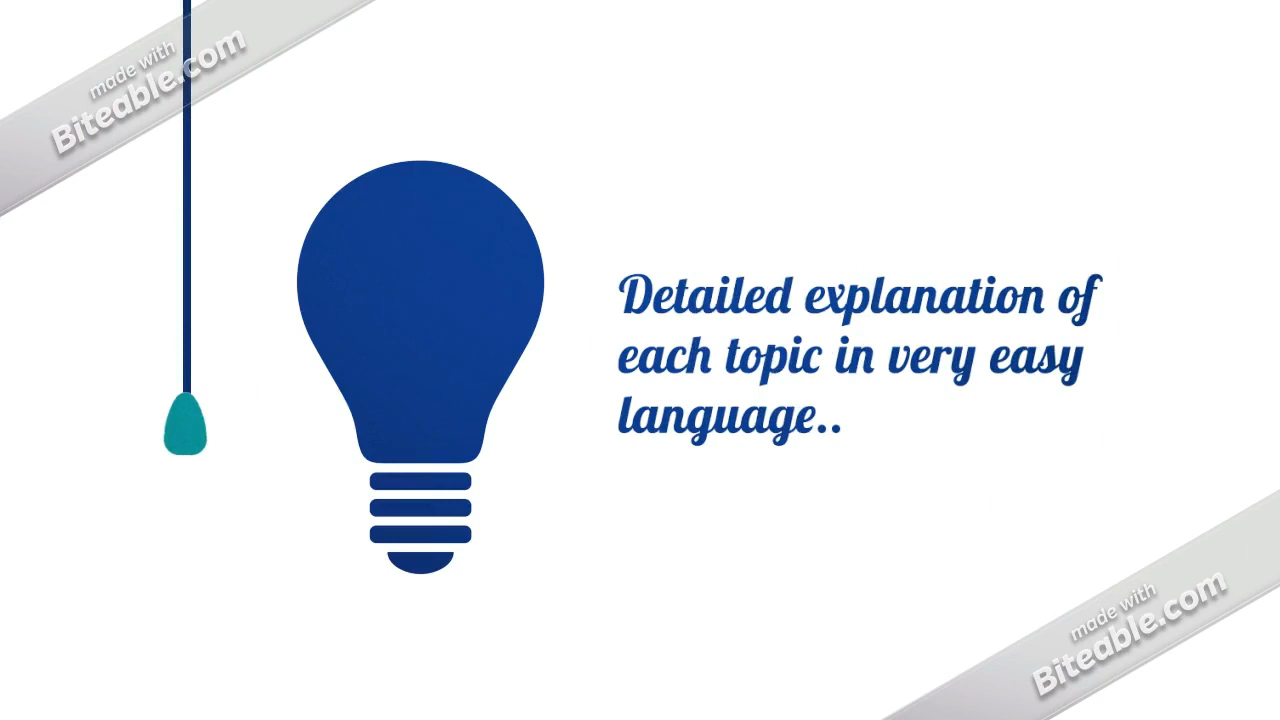 made with
Biteable.com
Detailed explanation of
each topic in very easy
language..
made with
Biteable.com